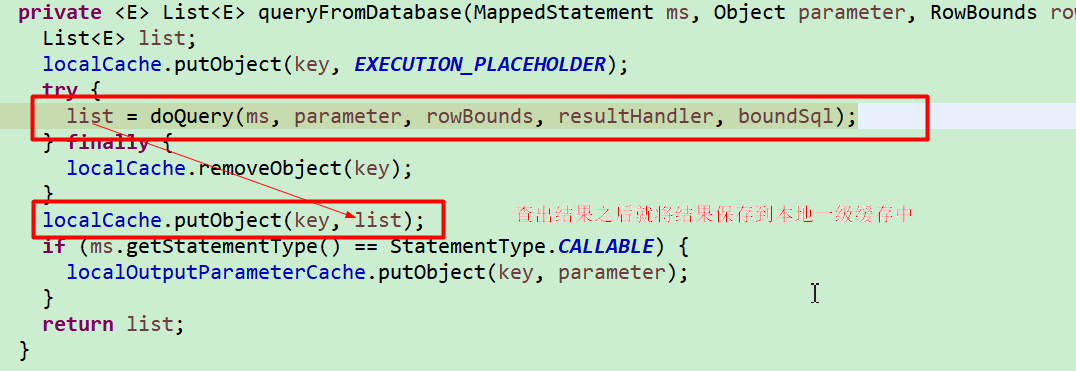 private <E> List<E> queryFromDatabase(MappedStatement ms, Object parameter, RowBounds row
List<E> list;
localCache.putObject(key, EXECUTION_PLACEHOLDER);
try {
list = doQuery(ms, parameter, rowBounds, resultHandler, boundSql);
} finally {
localCache.removeObject(key);
}
localCache.putObject(key, list);
查出结果之后就将结果保存到本地一级缓存中
if (ms.getStatementType() == StatementType.CALLABLE) {
localOutputParameterCache.putObject(key, parameter);
}
return list;
}